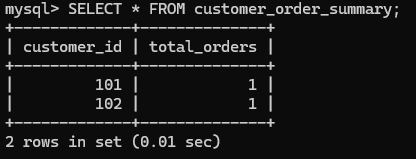 mysql> SELECT * FROM customer_order_summary;
+-------------+--------------+
| customer_id | total_orders |
+-------------+--------------+
|         101 |            1 |
|         102 |            1 |
+-------------+--------------+
2 rows in set (0.01 sec)